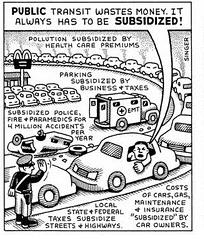 PUBLIC TRANSIT WASTES MONEY. IT
ALWAYS HAS TO BE SUBSIDIZED!
POLLUTION SUBSIDIZED BY
HEALTH CARE PREMIUMS
SINGER
PARKING
SUBSIDIZED BY
BUSINESS & TAXES
SUBSIDIZED POLICE,
FIRE & PARAMEDICS FOR
4 MILLION ACCIDENTS
PER
YEAR
EMT
LOCAL
STATE & FEDERAL
TAXES SUBSIDIZE
STREETS & HIGHWAYS.
COSTS
OF CARS, GAS,
MAINTENANCE
& INSURANCE
"SUBSIDIZED" BY
CAR OWNERS.